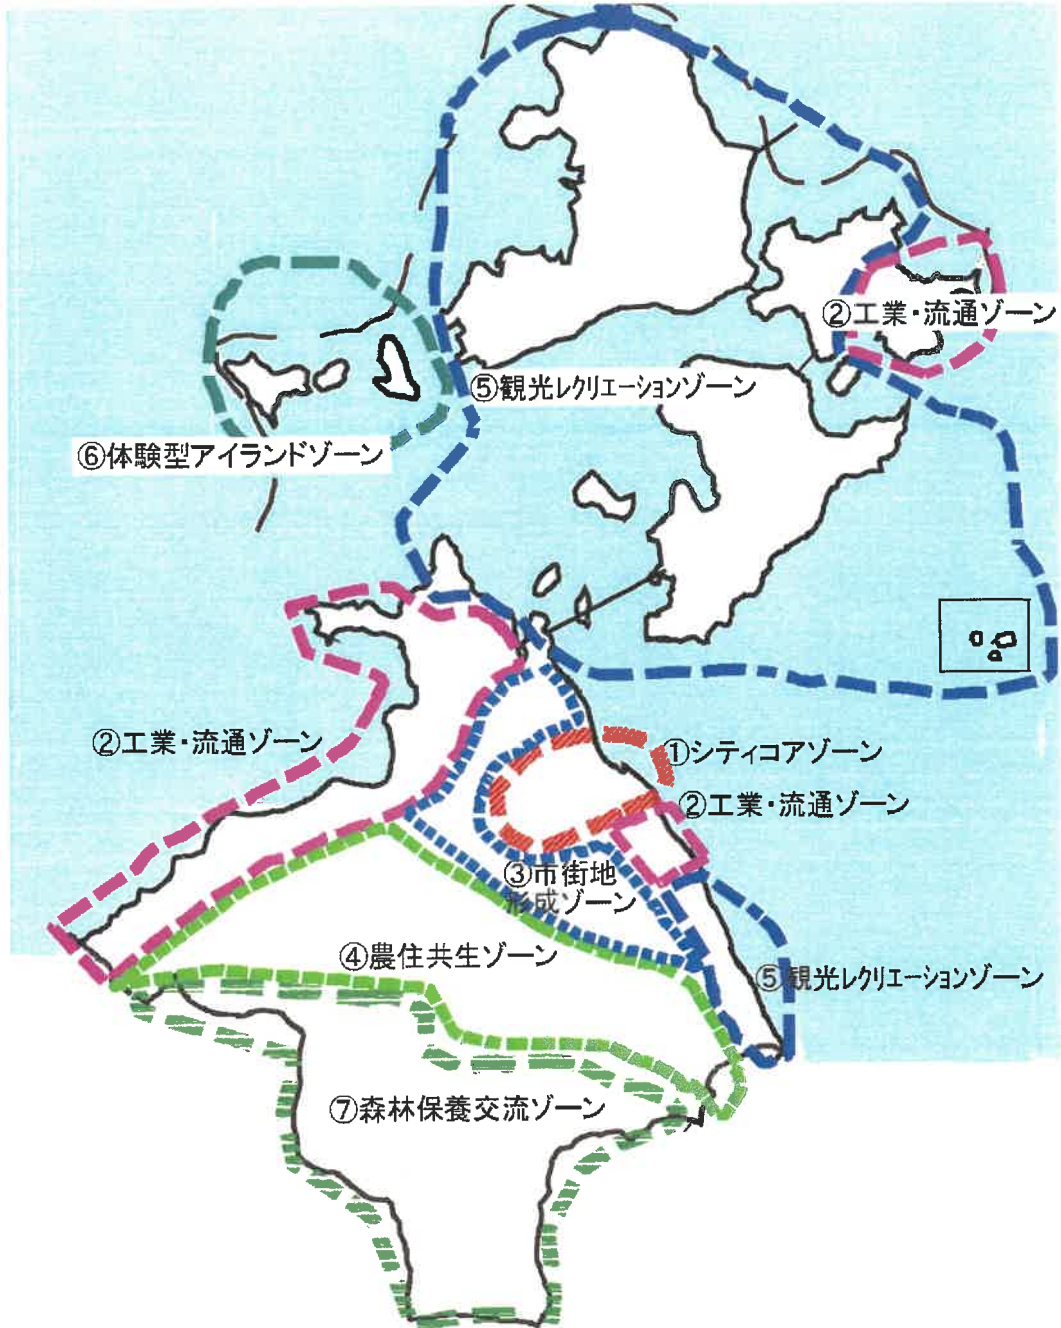 ②工業・流通ゾーン
⑤観光レクリエーションゾーン
⑥体験型アイランドゾーン
②工業・流通ゾーン
①シティコアゾーン
②工業・流通ゾーン
③市街地
形成ゾーン
④農住共生ゾーン
⑤観光レクリエーションゾーン
⑦森林保養交流ゾーン